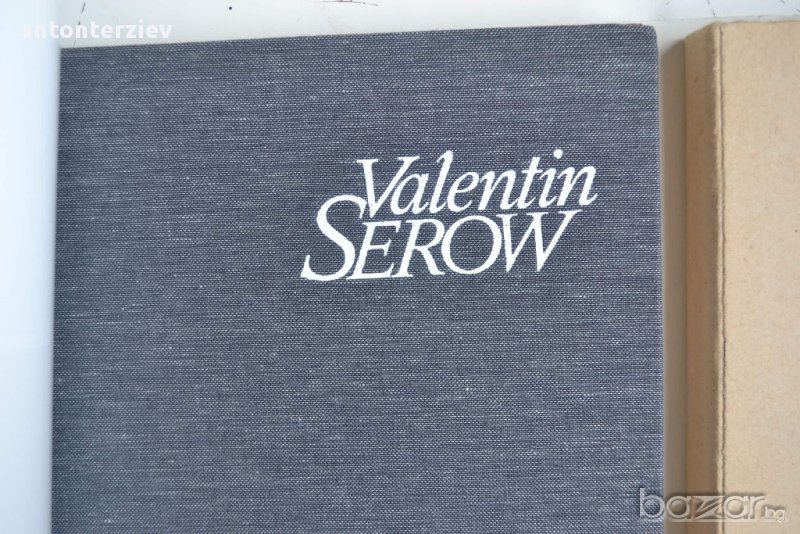 antonterziev
Valentin
SEROW
bazar.bg